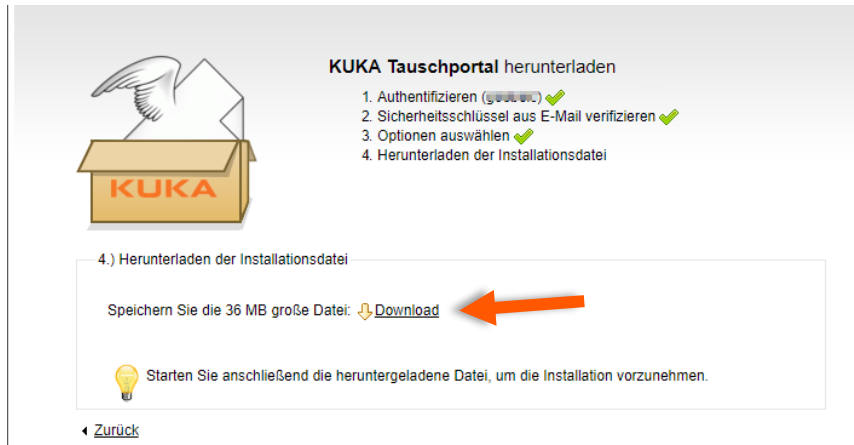 KUKA Tauschportal herunterladen
1. Authentifizieren ()
2. Sicherheitsschlüssel aus E-Mail verifizieren
3. Optionen auswählen
4. Herunterladen der Installationsdatei
KUKA
4.) Herunterladen der Installationsdatei
Speichern Sie die 36 MB große Datei: Download
Starten Sie anschließend die heruntergeladene Datei, um die Installation vorzunehmen.
Zurück